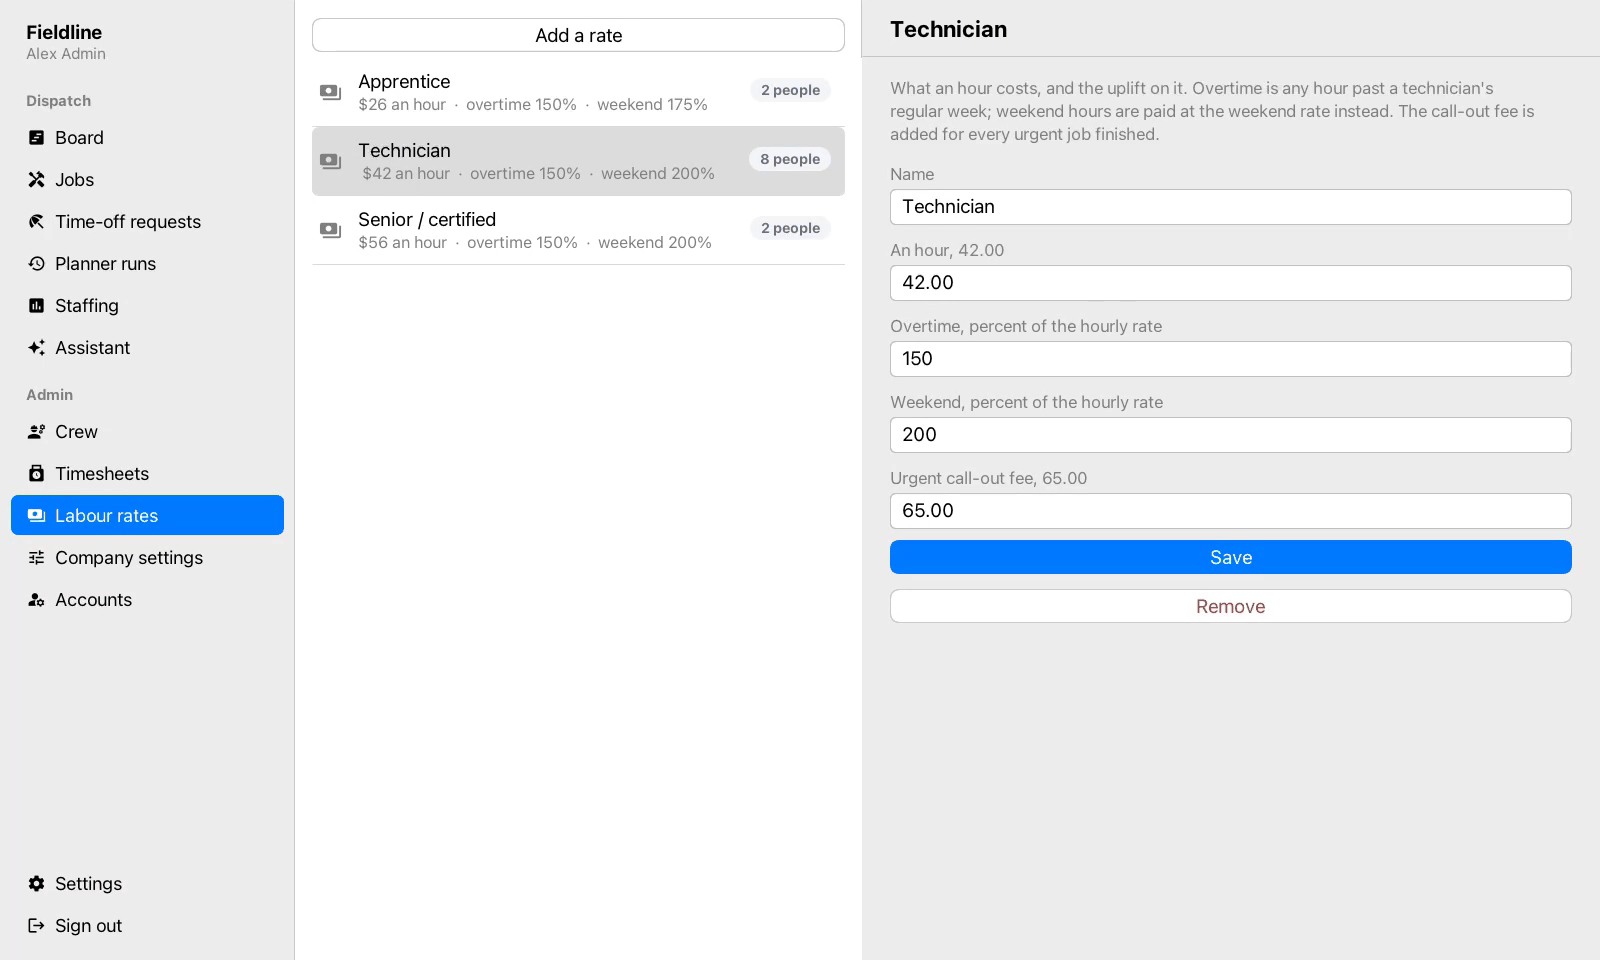 Fieldline
Alex Admin
Dispatch
Board
Jobs
Time-off requests
Planner runs
Staffing
Assistant
Admin
Crew
Timesheets
Labour rates
Company settings
Accounts
Settings
Sign out
Add a rate
Apprentice
$26 an hour · overtime 150% · weekend 175%
2 people
Technician
$42 an hour · overtime 150% · weekend 200%
8 people
Senior / certified
$56 an hour · overtime 150% · weekend 200%
2 people
Technician
What an hour costs, and the uplift on it. Overtime is any hour past a technician's
regular week; weekend hours are paid at the weekend rate instead. The call-out fee is
added for every urgent job finished.
Name
Technician
An hour, 42.00
42.00
Overtime, percent of the hourly rate
150
Weekend, percent of the hourly rate
200
Urgent call-out fee, 65.00
65.00
Save
Remove